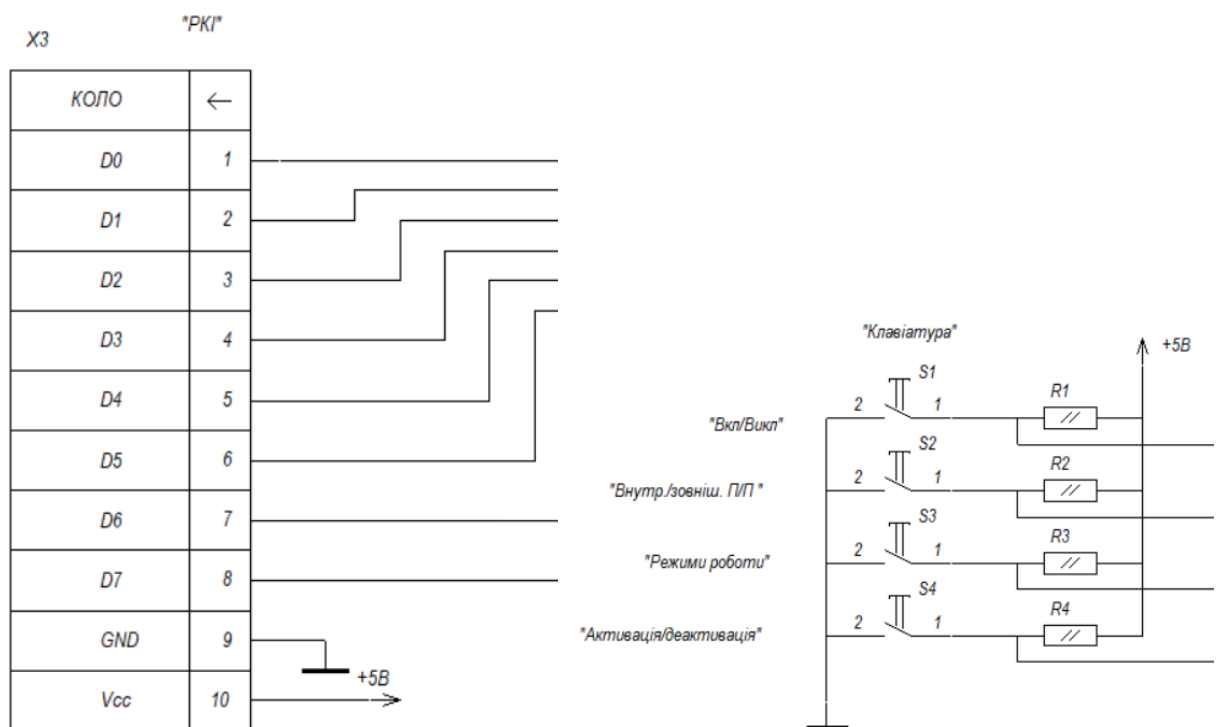 "РКІ"
X3
КОЛО ←
D0 1
D1 2
D2 3
D3 4
D4 5
D5 6
D6 7
D7 8
GND 9
+5В
Vcc 10
"Клавіатура"
+5В
S1
R1
2 1
"Вкл/Викл"
S2
R2
2 1
"Внутр./зовніш. П/П "
S3
R3
2 1
"Режими роботи"
S4
R4
2 1
"Активація/деактивація"